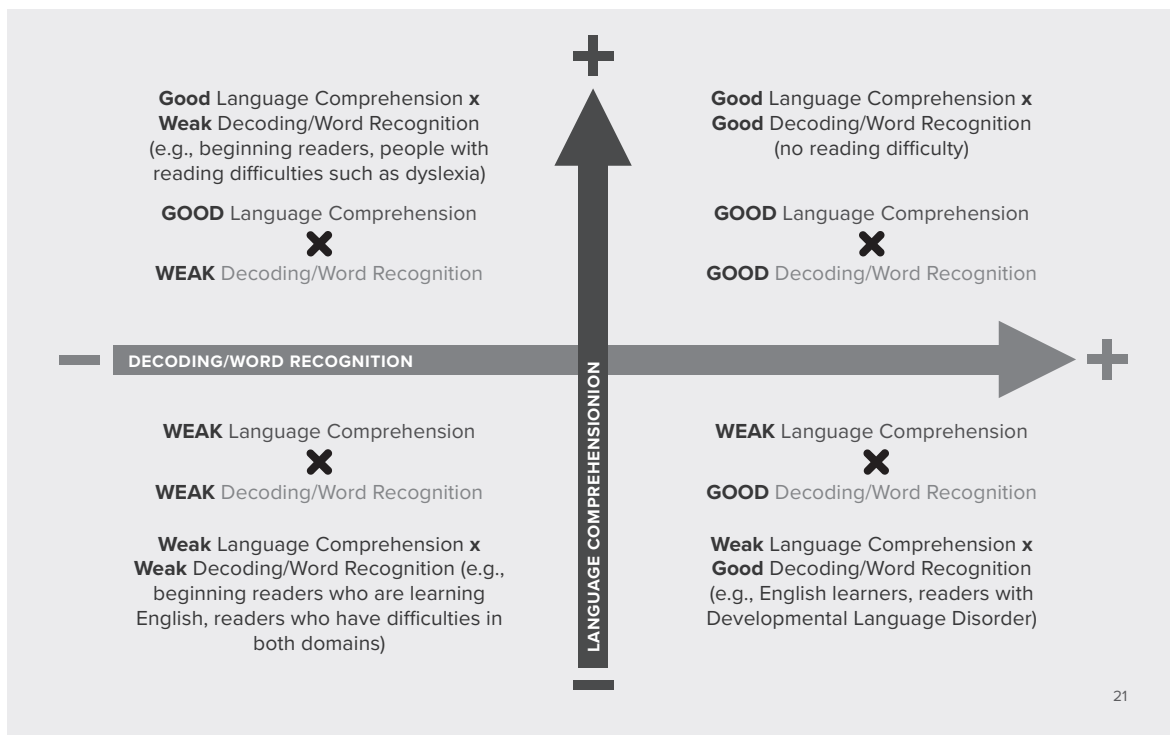 Good Language Comprehension x
Weak Decoding/Word Recognition
(e.g., beginning readers, people with
reading difficulties such as dyslexia)
GOOD Language Comprehension
WEAK Decoding/Word Recognition
Good Language Comprehension x
Good Decoding/Word Recognition
(no reading difficulty)
GOOD Language Comprehension
GOOD Decoding/Word Recognition
DECODING/WORD RECOGNITION
LANGUAGE COMPREHENSIONION
WEAK Language Comprehension
WEAK Decoding/Word Recognition
Weak Language Comprehension x
Weak Decoding/Word Recognition (e.g.,
beginning readers who are learning
English, readers who have difficulties in
both domains)
WEAK Language Comprehension
GOOD Decoding/Word Recognition
Weak Language Comprehension x
Good Decoding/Word Recognition
(e.g., English learners, readers with
Developmental Language Disorder)
21